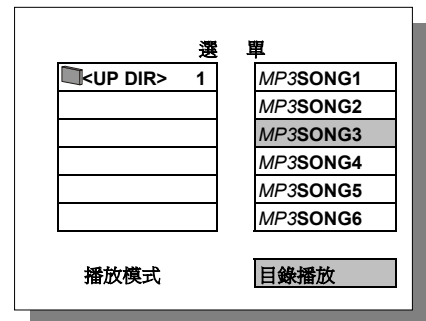 選 單
<UP DIR> 1
MP3SONG1
MP3SONG2
MP3SONG3
MP3SONG4
MP3SONG5
MP3SONG6
播放模式
目錄播放